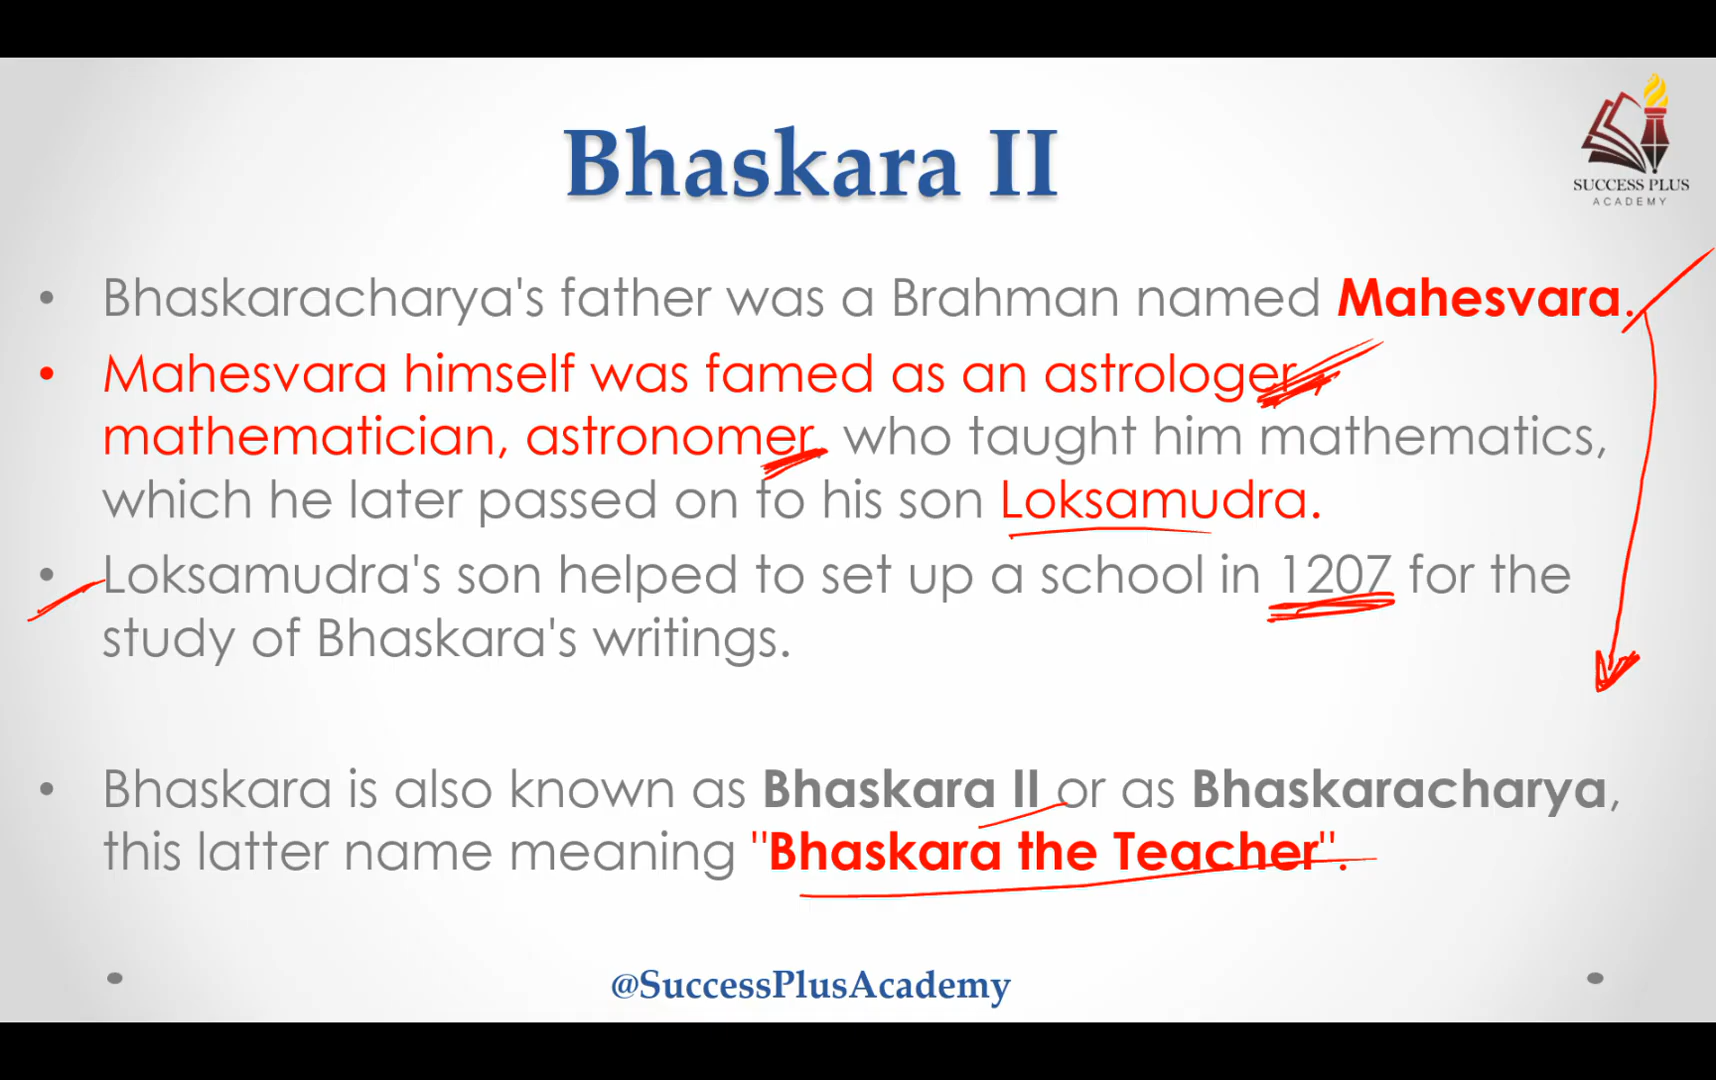 SUCCESS PLUS
ACADEMY
Bhaskara II
• Bhaskaracharya's father was a Brahman named Mahesvara.
• Mahesvara himself was famed as an astrologer,
mathematician, astronomer, who taught him mathematics,
which he later passed on to his son Loksamudra.
• Loksamudra's son helped to set up a school in 1207 for the
study of Bhaskara's writings.
• Bhaskara is also known as Bhaskara II or as Bhaskaracharya,
this latter name meaning "Bhaskara the Teacher".
@SuccessPlusAcademy